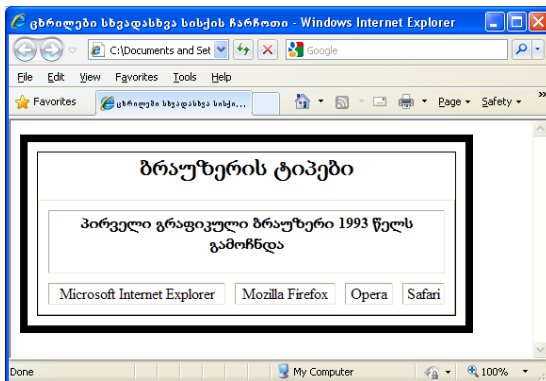 ცხრილები სხვადასხვა სისქის ჩარჩოთი - Windows Internet Explorer
C:\Documents and Set
Google
File Edit View Favorites Tools Help
Favorites ცხრილები სხვადასხვა სისქი... Page Safety »
ბრაუზერის ტიპები
პირველი გრაფიკული ბრაუზერი 1993 წელს
გამოჩნდა
Microsoft Internet Explorer Mozilla Firefox Opera Safari
Done My Computer 100%